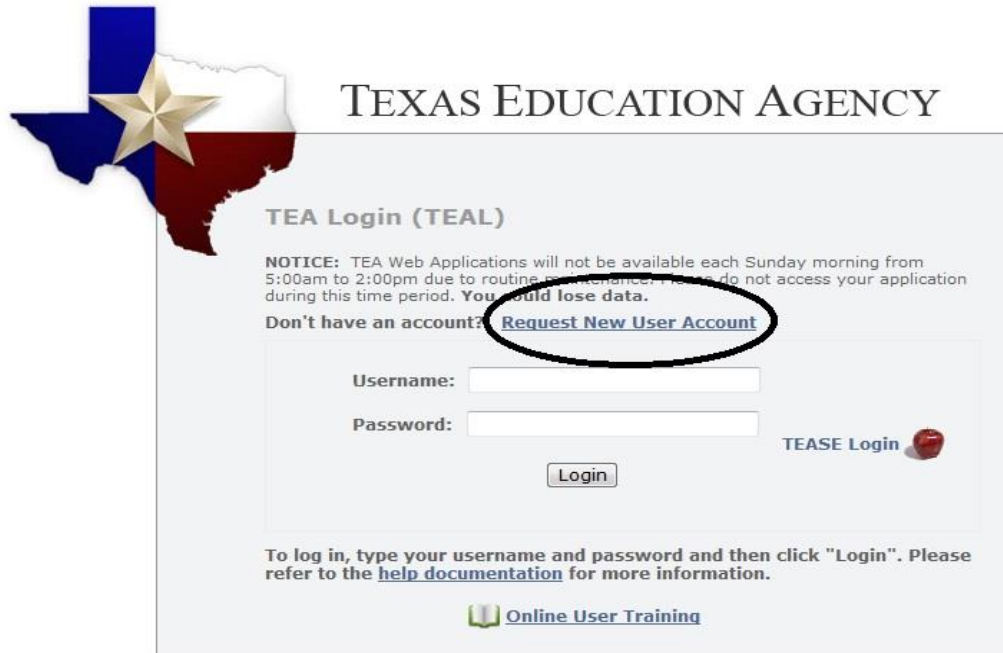 TEXAS EDUCATION AGENCY
TEA Login (TEAL)
NOTICE: TEA Web Applications will not be available each Sunday morning from
5:00am to 2:00pm due to routine maintenance. Please do not access your application
during this time period. You could lose data.
Don't have an account? Request New User Account
Username:
Password:
TEASE Login
Login
To log in, type your username and password and then click "Login". Please
refer to the help documentation for more information.
Online User Training